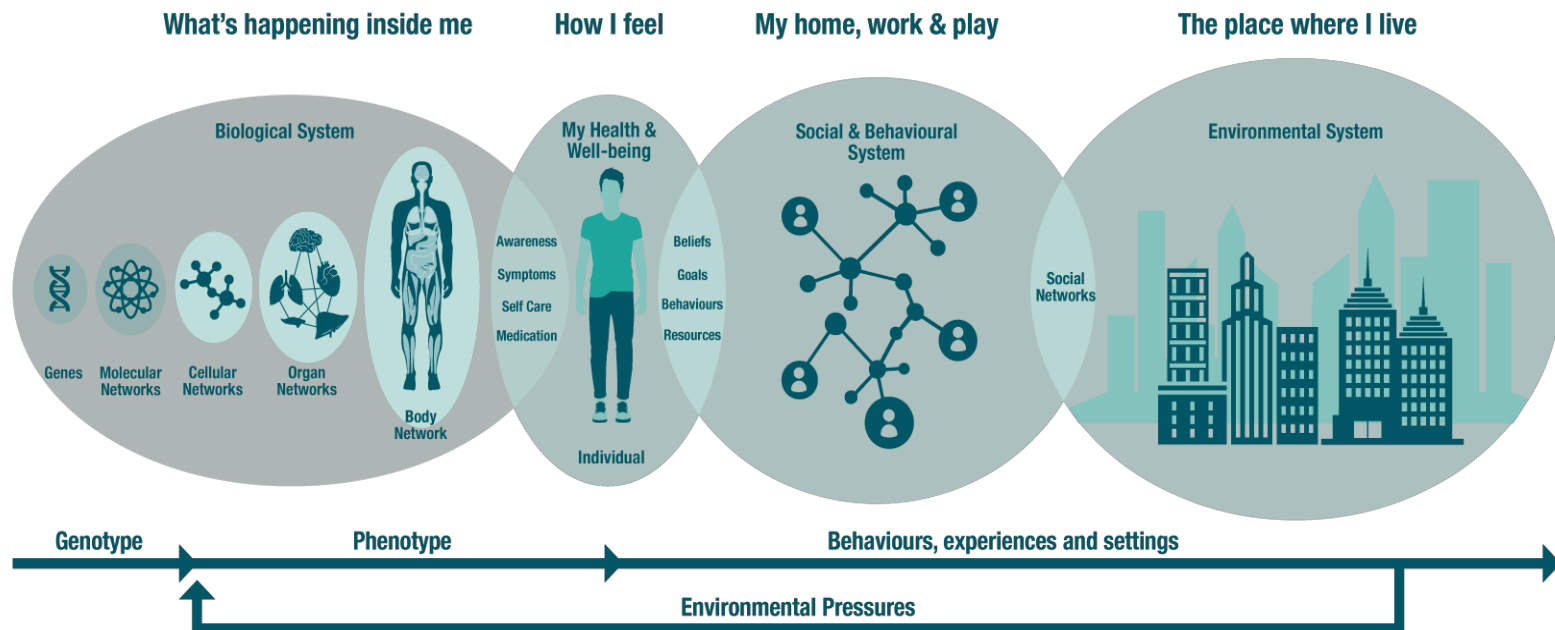 What's happening inside me
How I feel
My home, work & play
The place where I live
Biological System
My Health &
Well-being
Social & Behavioural
System
Environmental System
Awareness
Symptoms
Self Care
Medication
Beliefs
Goals
Behaviours
Resources
Social
Networks
Genes
Molecular
Networks
Cellular
Networks
Organ
Networks
Body
Network
Individual
Genotype
Phenotype
Behaviours, experiences and settings
Environmental Pressures